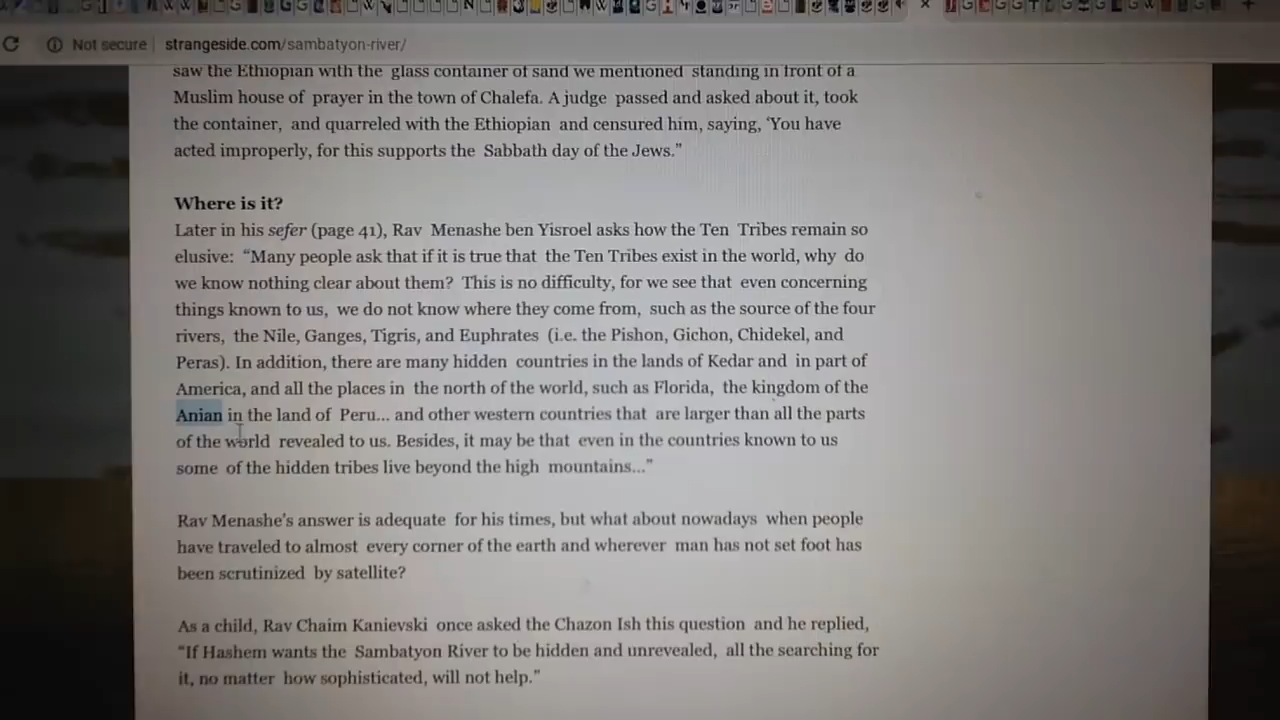 Not secure strangeside.com/sambatyon-river/
saw the Ethiopian with the glass container of sand we mentioned standing in front of a
Muslim house of prayer in the town of Chalefa. A judge passed and asked about it, took
the container, and quarreled with the Ethiopian and censured him, saying, ‘You have
acted improperly, for this supports the Sabbath day of the Jews.”
Where is it?
Later in his sefer (page 41), Rav Menashe ben Yisroel asks how the Ten Tribes remain so
elusive: “Many people ask that if it is true that the Ten Tribes exist in the world, why do
we know nothing clear about them? This is no difficulty, for we see that even concerning
things known to us, we do not know where they come from, such as the source of the four
rivers, the Nile, Ganges, Tigris, and Euphrates (i.e. the Pishon, Gichon, Chidekel, and
Peras). In addition, there are many hidden countries in the lands of Kedar and in part of
America, and all the places in the north of the world, such as Florida, the kingdom of the
Anian in the land of Peru... and other western countries that are larger than all the parts
of the world revealed to us. Besides, it may be that even in the countries known to us
some of the hidden tribes live beyond the high mountains...”
Rav Menashe’s answer is adequate for his times, but what about nowadays when people
have traveled to almost every corner of the earth and wherever man has not set foot has
been scrutinized by satellite?
As a child, Rav Chaim Kanievski once asked the Chazon Ish this question and he replied,
“If Hashem wants the Sambatyon River to be hidden and unrevealed, all the searching for
it, no matter how sophisticated, will not help.”